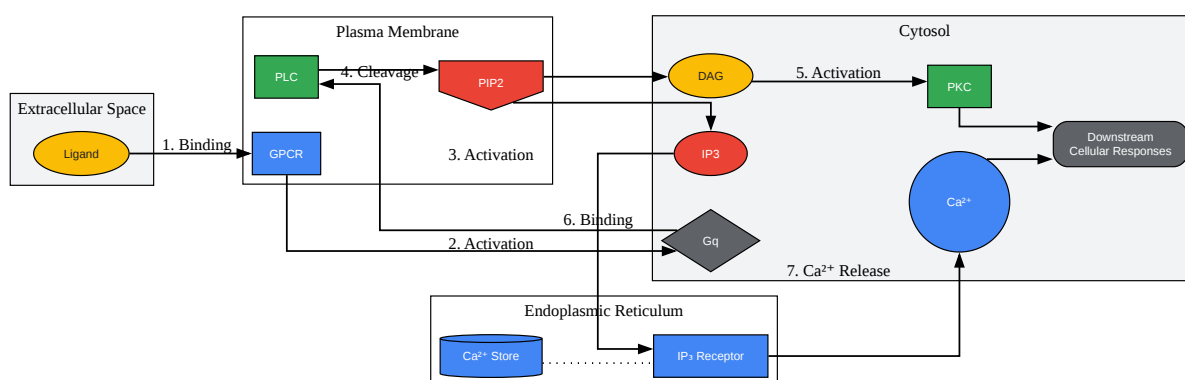 Plasma Membrane
Cytosol
PLC
4. Cleavage
PIP2
DAG
5. Activation
PKC
Extracellular Space
Ligand
1. Binding
GPCR
3. Activation
IP3
Downstream
Cellular Responses
Ca²⁺
6. Binding
2. Activation
Gq
7. Ca²⁺ Release
Endoplasmic Reticulum
Ca²⁺ Store
IP₃ Receptor